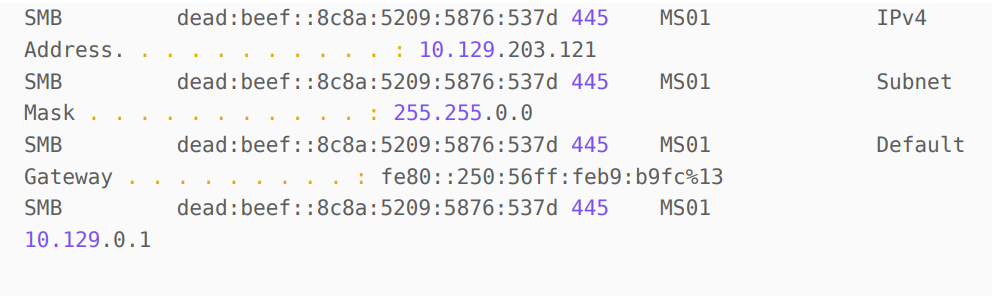 SMB dead:beef::8c8a:5209:5876:537d 445 MS01 IPv4
Address. . . . . . . . . . . : 10.129.203.121
SMB dead:beef::8c8a:5209:5876:537d 445 MS01 Subnet
Mask . . . . . . . . . . . : 255.255.0.0
SMB dead:beef::8c8a:5209:5876:537d 445 MS01 Default
Gateway . . . . . . . . . : fe80::250:56ff:feb9:b9fc%13
SMB dead:beef::8c8a:5209:5876:537d 445 MS01
10.129.0.1